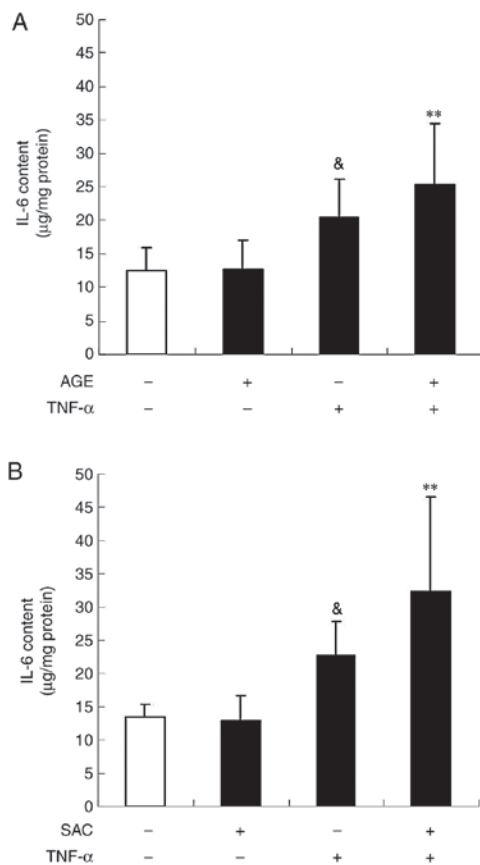 A
50
45
40
35
30
25
20
15
10
5
0
IL-6 content
(μg/mg protein)
&
**
AGE – + – +
TNF-α – – + +
B
50
45
40
35
30
25
20
15
10
5
0
IL-6 content
(μg/mg protein)
&
**
SAC – + – +
TNF-α – – + +